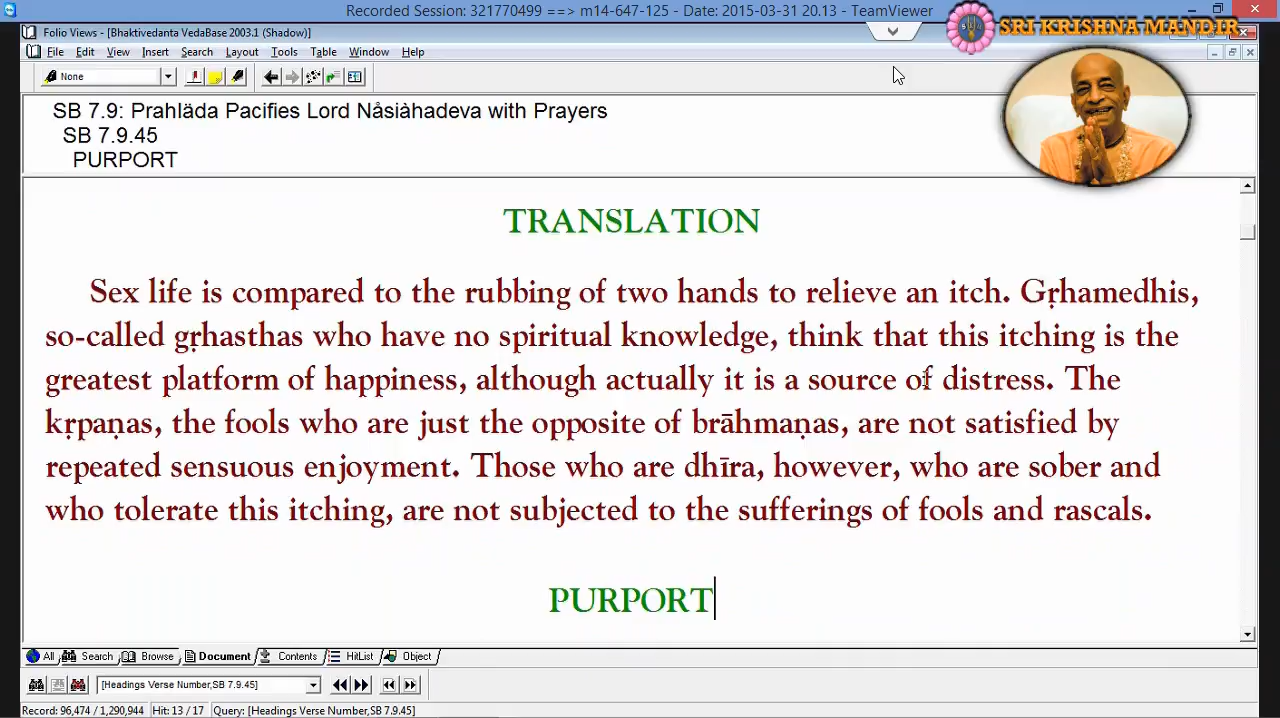 Recorded Session: 321770499 ==> m14-647-125 - Date: 2015-03-31 20.13 - TeamViewer
Folio Views - [Bhaktivedanta VedaBase 2003.1 (Shadow)]
SRI KRISHNA MANDIR
File Edit View Insert Search Layout Tools Table Window Help
None
SB 7.9: Prahläda Pacifies Lord Nåsiàhadeva with Prayers
SB 7.9.45
PURPORT
TRANSLATION
Sex life is compared to the rubbing of two hands to relieve an itch. Gṛhamedhis,
so-called gṛhasthas who have no spiritual knowledge, think that this itching is the
greatest platform of happiness, although actually it is a source of distress. The
kṛpaṇas, the fools who are just the opposite of brāhmaṇas, are not satisfied by
repeated sensuous enjoyment. Those who are dhīra, however, who are sober and
who tolerate this itching, are not subjected to the sufferings of fools and rascals.
PURPORT
All Search Browse Document Contents HitList Object
[Headings Verse Number,SB 7.9.45]
Record: 96,474 / 1,290,944 Hit: 13 / 17 Query: [Headings Verse Number,SB 7.9.45]